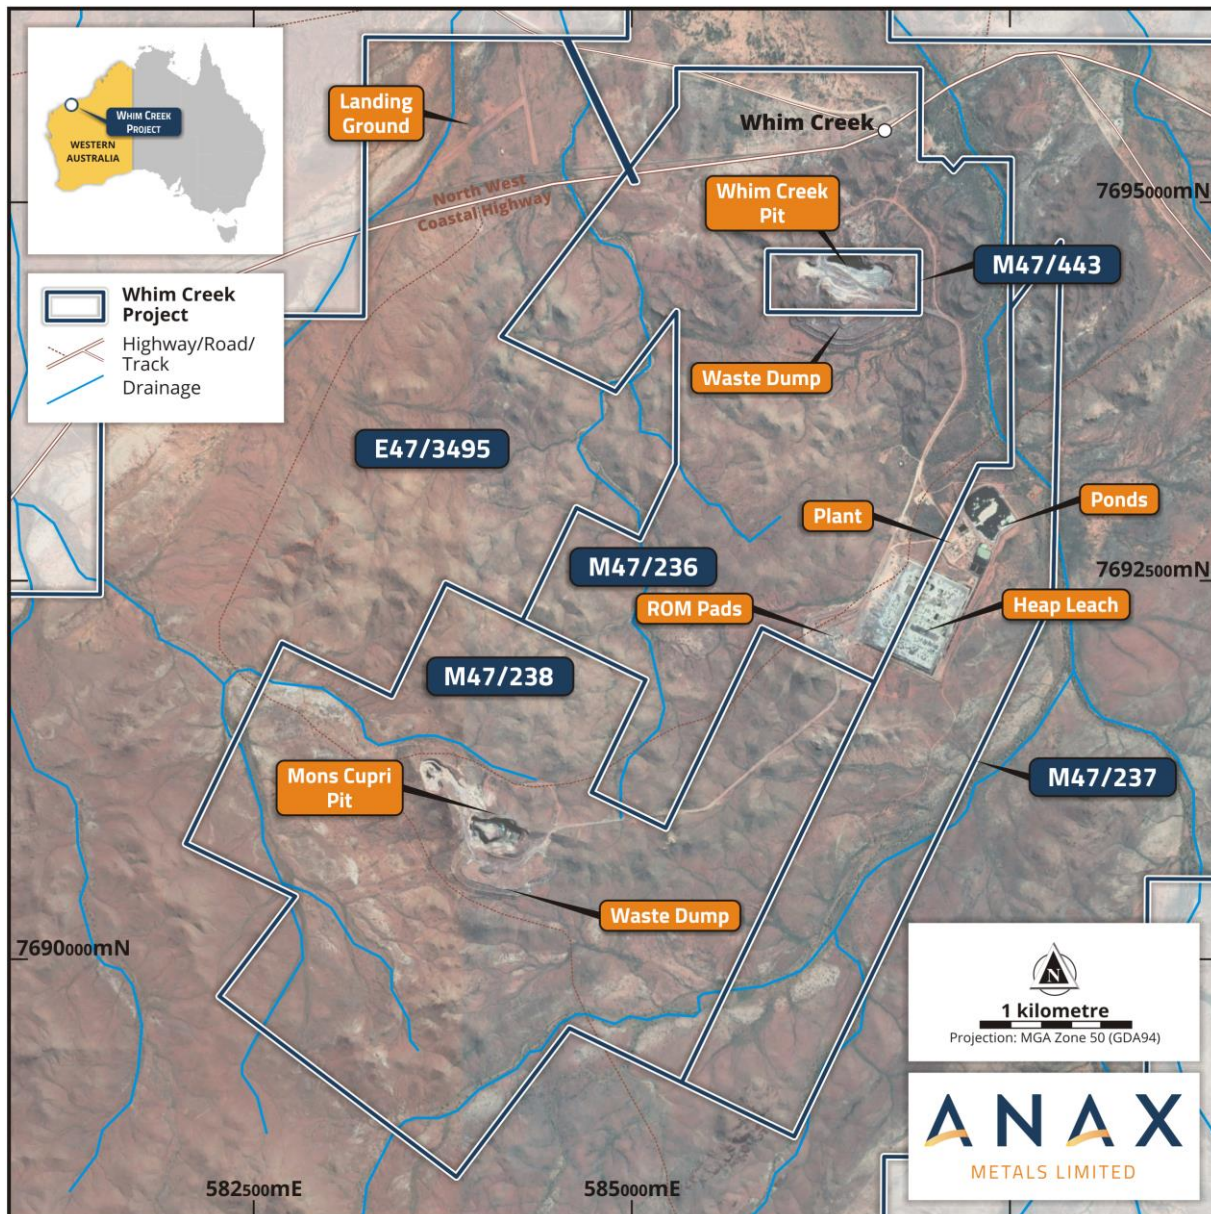 WHIM CREEK
PROJECT
WESTERN
AUSTRALIA
Landing
Ground
Whim Creek
North West
Coastal Highway
7695000mN
Whim Creek
Pit
M47/443
Whim Creek
Project
Highway/Road/
Track
Drainage
Waste Dump
E47/3495
Plant
Ponds
M47/236
7692500mN
ROM Pads
Heap Leach
M47/238
Mons Cupri
Pit
M47/237
Waste Dump
7690000mN
N
1 kilometre
Projection: MGA Zone 50 (GDA94)
ANAX
METALS LIMITED
582500mE
585000mE